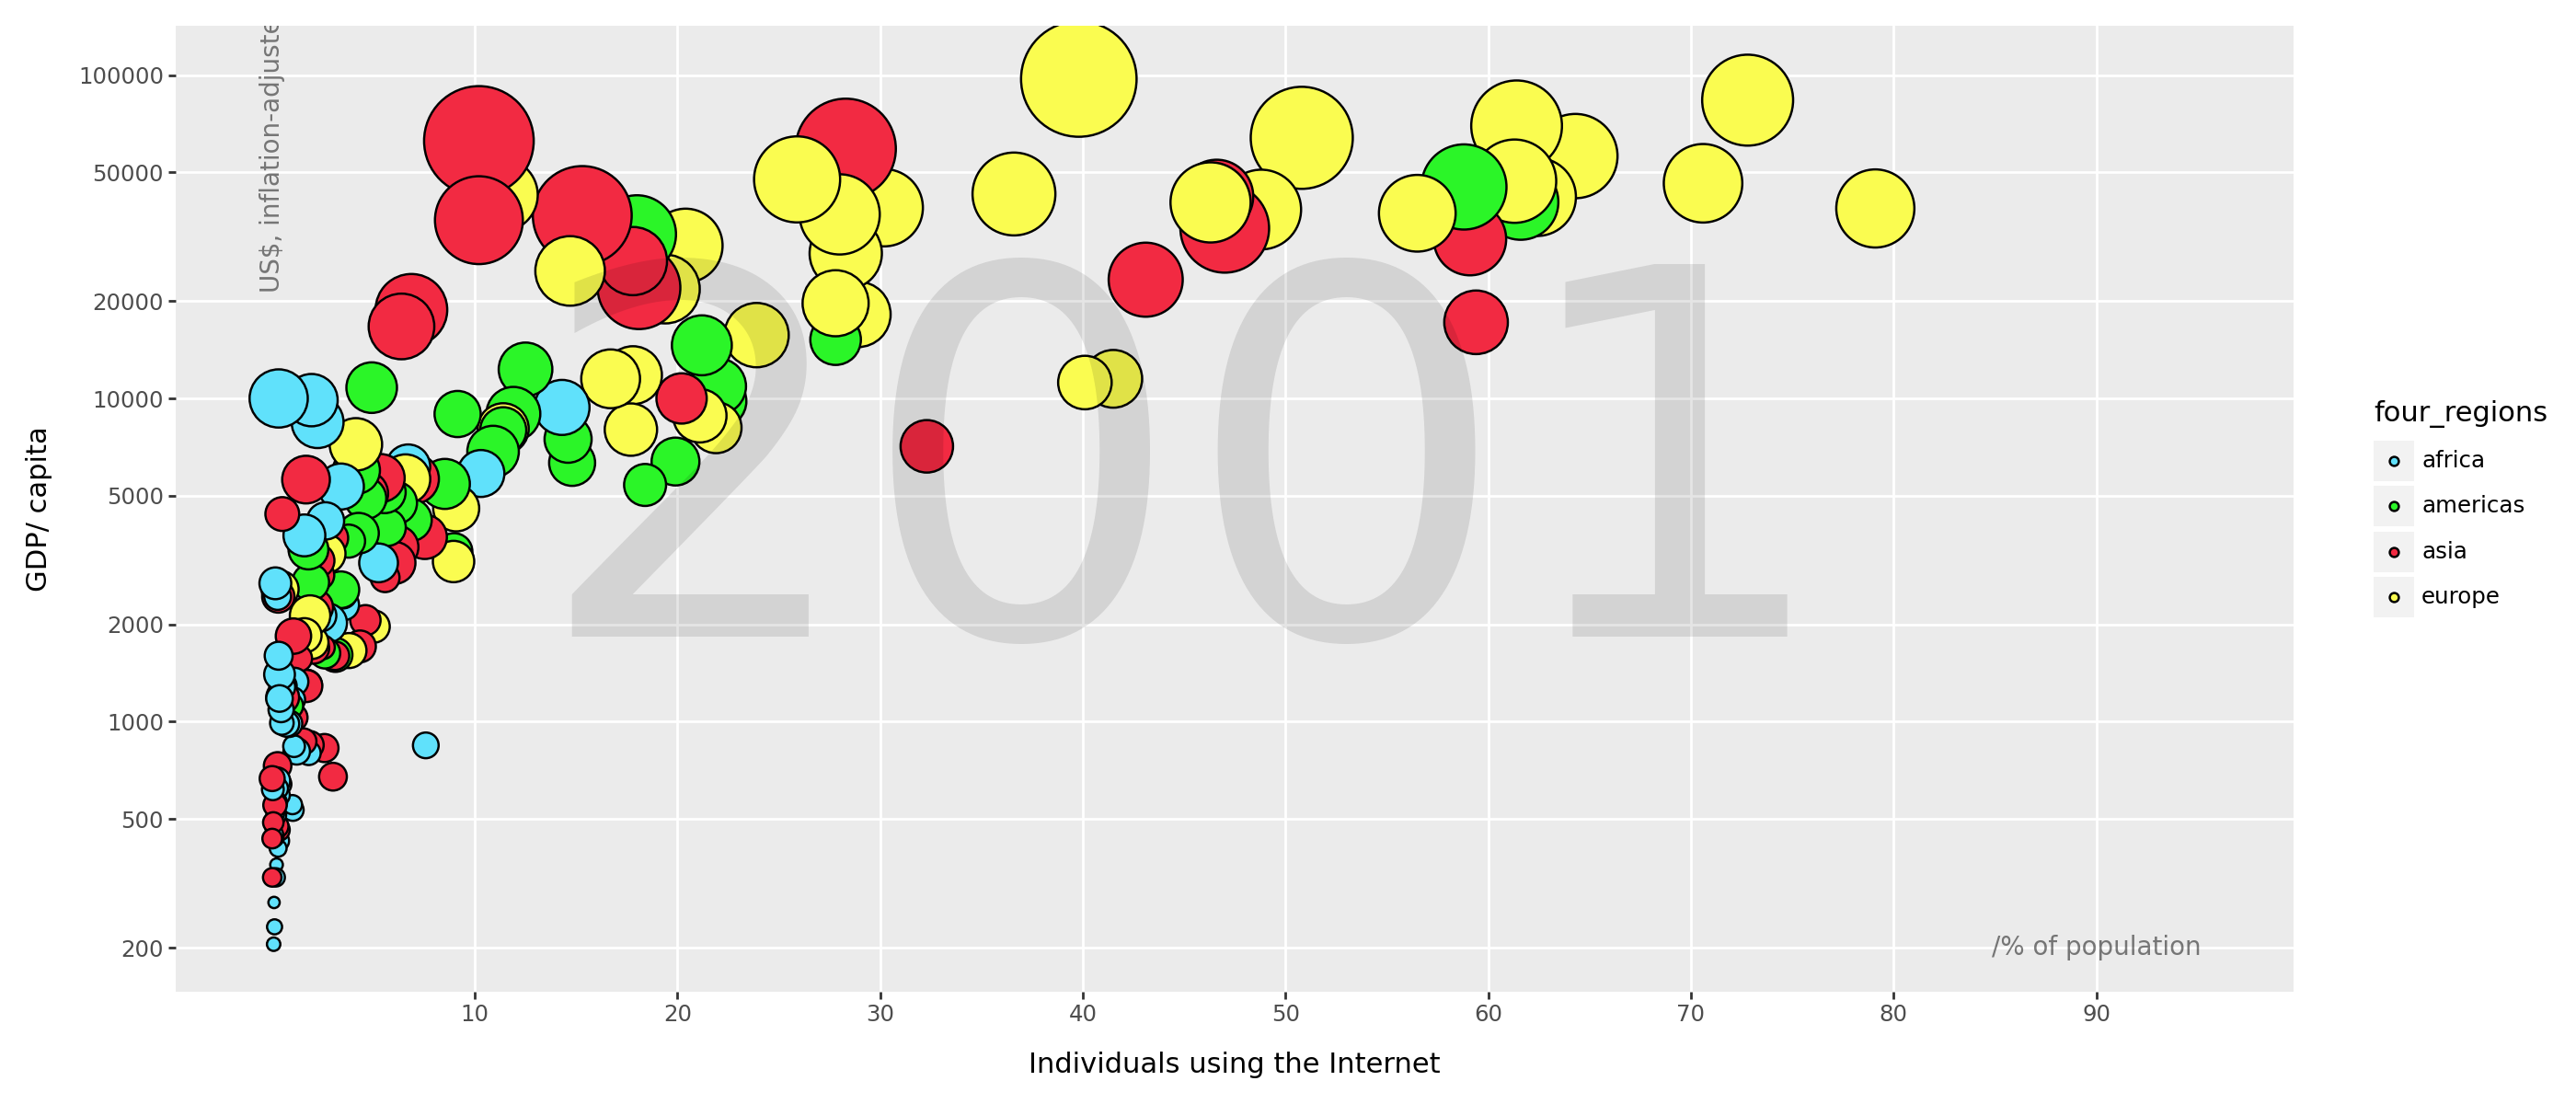 US$, inflation-adjuste
100000
50000
20000
10000
5000
2000
1000
500
200
GDP/ capita
2001
/% of population
10 20 30 40 50 60 70 80 90
Individuals using the Internet
four_regions
africa
americas
asia
europe